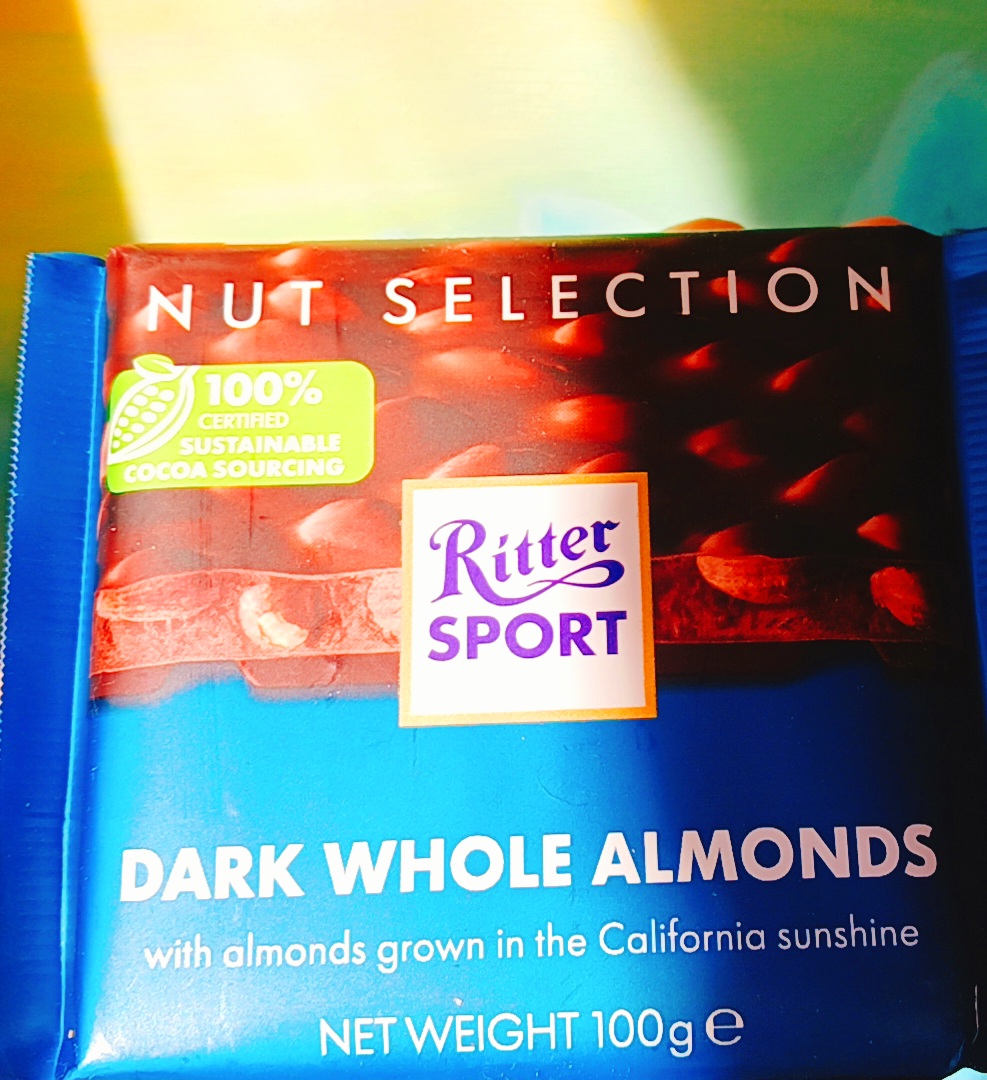 NUT SELECTION
100%
CERTIFIED
SUSTAINABLE
COCOA SOURCING
Ritter
SPORT
DARK WHOLE ALMONDS
with almonds grown in the California sunshine
NET WEIGHT 100g ℮